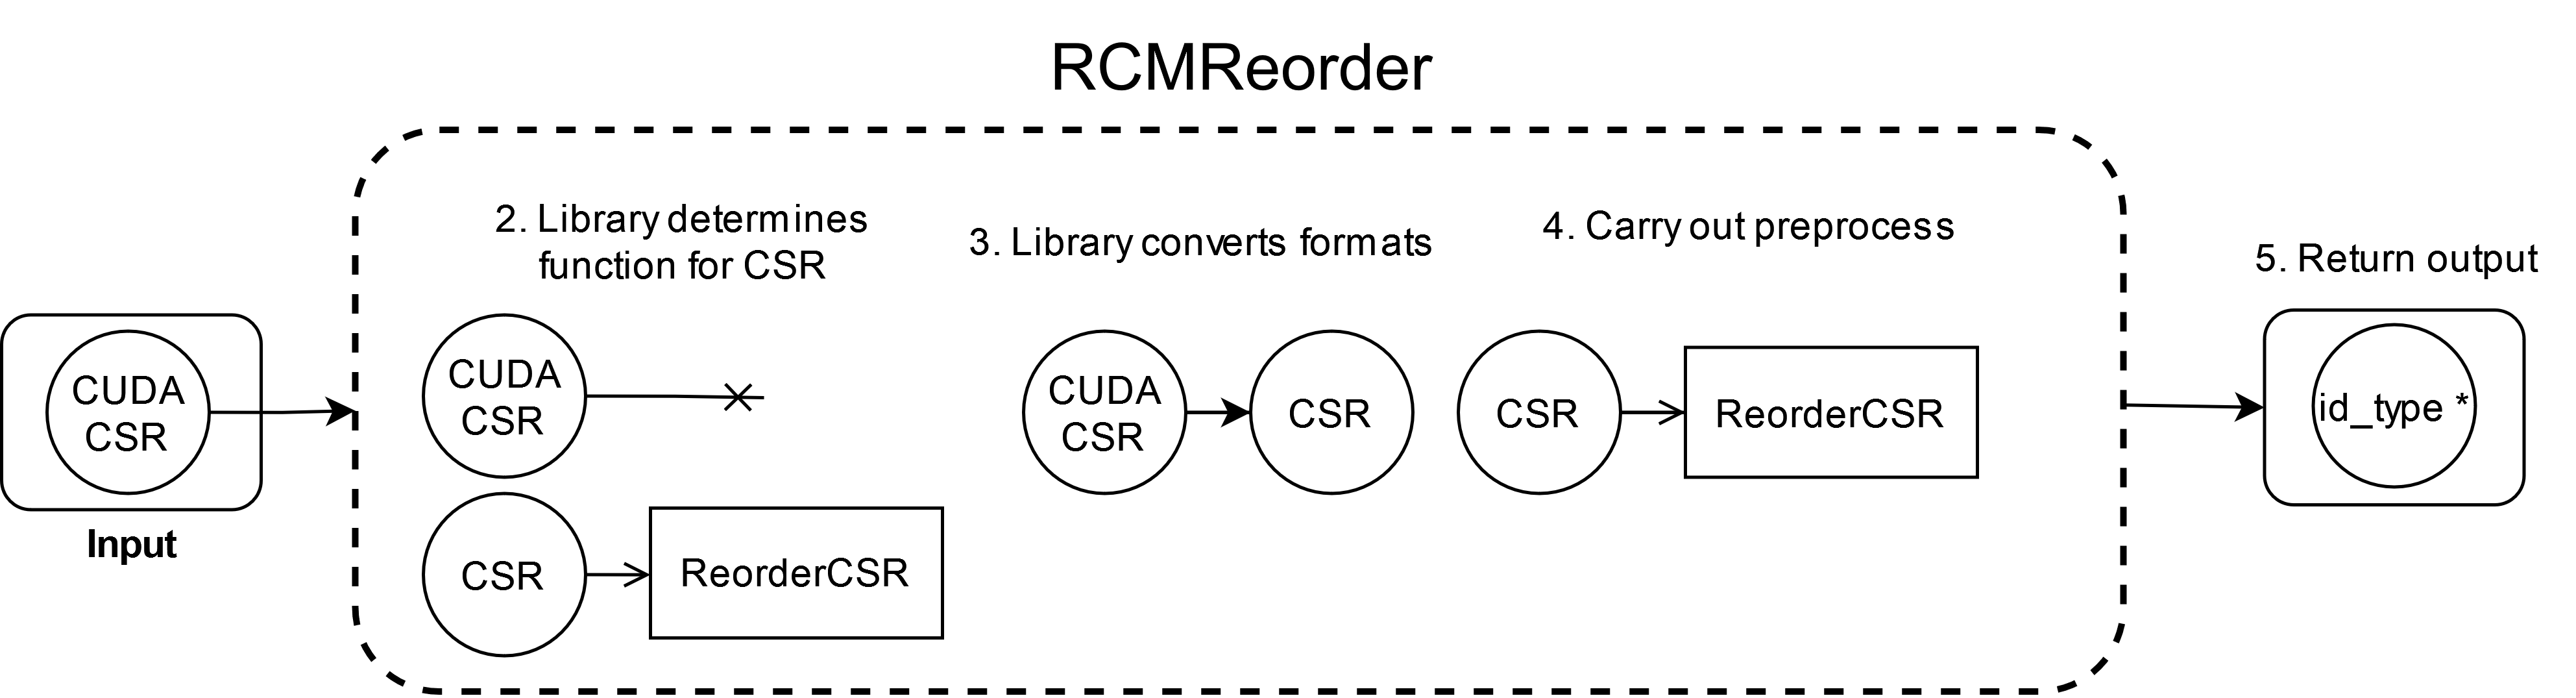 RCMReorder
CUDA
CSR
Input
2. Library determines
function for CSR
CUDA
CSR
CSR
ReorderCSR
3. Library converts formats
CUDA
CSR
CSR
4. Carry out preprocess
CSR
ReorderCSR
5. Return output
id_type *